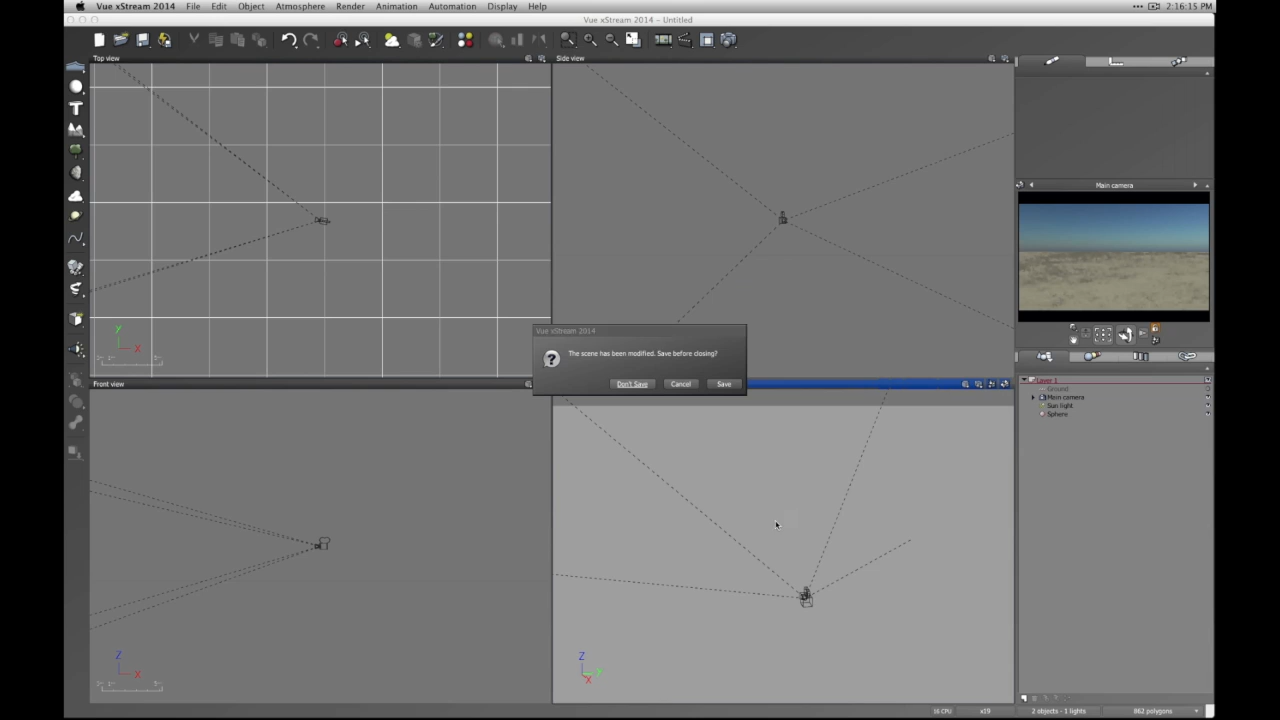 Vue xStream 2014 File Edit Object Atmosphere Render Animation Automation Display Help 2:16:15 PM
Vue xStream 2014 - Untitled
Top view
Side view
Main camera
y
X
Vue xStream 2014
The scene has been modified. Save before closing?
Don't Save Cancel Save
Front view
Layer 1
Ground
Main camera
Sun light
Sphere
Z
X
Z
Y
X
16 CPU x19 2 objects - 1 lights 862 polygons